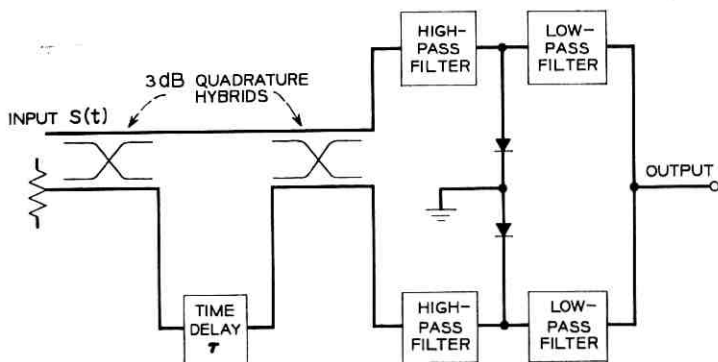 HIGH-
PASS
FILTER
LOW-
PASS
FILTER
3dB QUADRATURE
HYBRIDS
INPUT S(t)
OUTPUT
TIME
DELAY
τ
HIGH-
PASS
FILTER
LOW-
PASS
FILTER